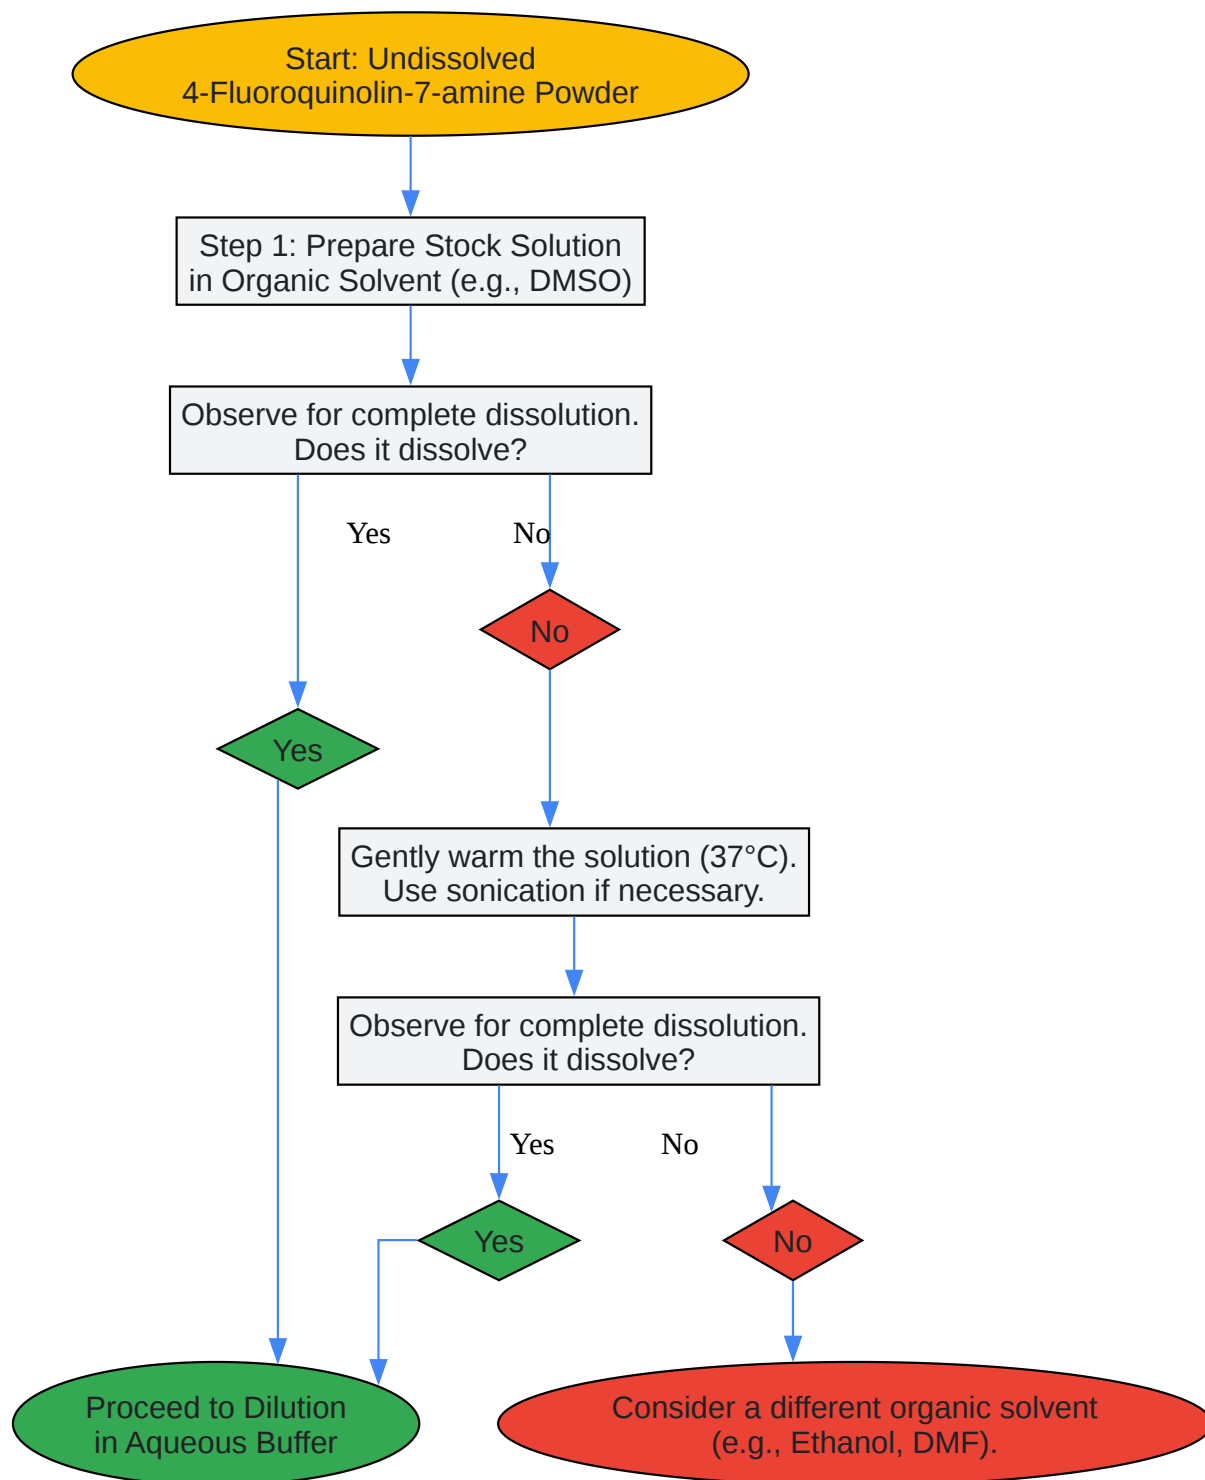 Start: Undissolved
4-Fluoroquinolin-7-amine Powder
Step 1: Prepare Stock Solution
in Organic Solvent (e.g., DMSO)
Observe for complete dissolution.
Does it dissolve?
Yes
No
No
Yes
Gently warm the solution (37°C).
Use sonication if necessary.
Observe for complete dissolution.
Does it dissolve?
Yes
No
Yes
No
Proceed to Dilution
in Aqueous Buffer
Consider a different organic solvent
(e.g., Ethanol, DMF).